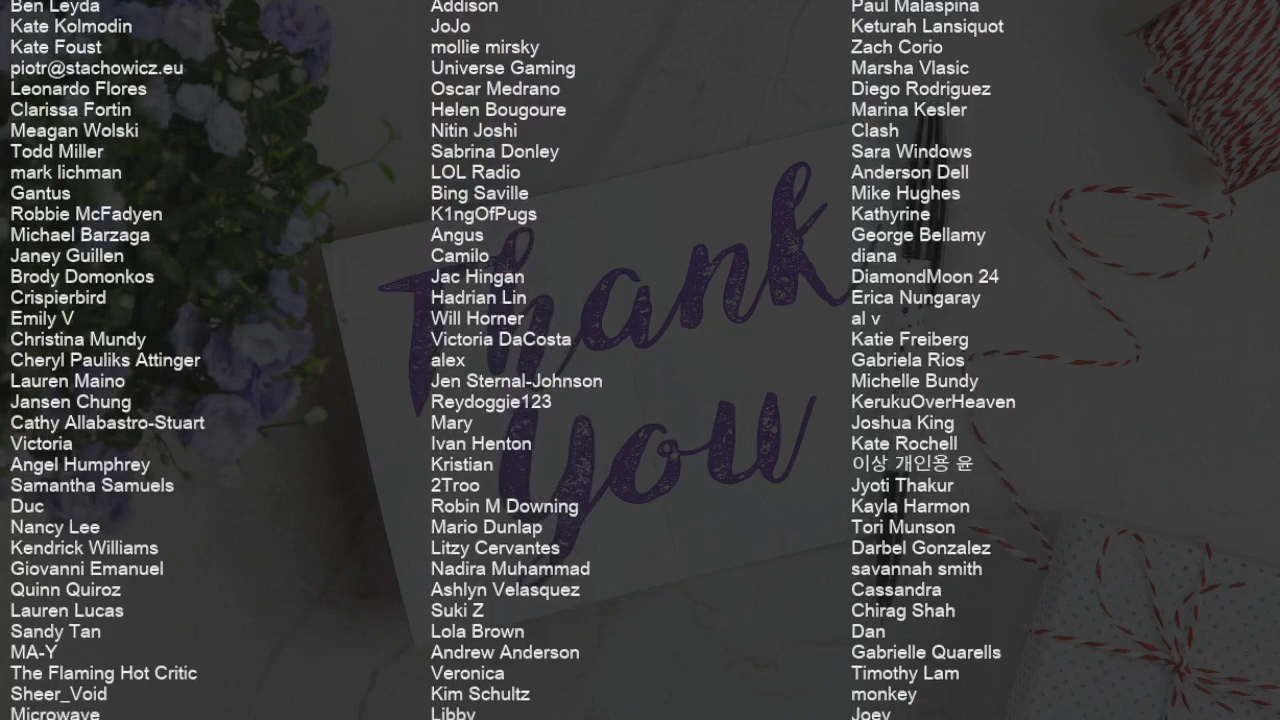 Ben Leyda
Kate Kolmodin
Kate Foust
piotr@stachowicz.eu
Leonardo Flores
Clarissa Fortin
Meagan Wolski
Todd Miller
mark lichman
Gantus
Robbie McFadyen
Michael Barzaga
Janey Guillen
Brody Domonkos
Crispierbird
Emily V
Christina Mundy
Cheryl Pauliks Attinger
Lauren Maino
Jansen Chung
Cathy Allabastro-Stuart
Victoria
Angel Humphrey
Samantha Samuels
Duc
Nancy Lee
Kendrick Williams
Giovanni Emanuel
Quinn Quiroz
Lauren Lucas
Sandy Tan
MA-Y
The Flaming Hot Critic
Sheer_Void
Microwave
Addison
JoJo
mollie mirsky
Universe Gaming
Oscar Medrano
Helen Bougoure
Nitin Joshi
Sabrina Donley
LOL Radio
Bing Saville
K1ngOfPugs
Angus
Camilo
Jac Hingan
Hadrian Lin
Will Horner
Victoria DaCosta
alex
Jen Sternal-Johnson
Reydoggie123
Mary
Ivan Henton
Kristian
2Troo
Robin M Downing
Mario Dunlap
Litzy Cervantes
Nadira Muhammad
Ashlyn Velasquez
Suki Z
Lola Brown
Andrew Anderson
Veronica
Kim Schultz
Libby
Paul Malaspina
Keturah Lansiquot
Zach Corio
Marsha Vlasic
Diego Rodriguez
Marina Kesler
Clash
Sara Windows
Anderson Dell
Mike Hughes
Kathyrine
George Bellamy
diana
DiamondMoon 24
Erica Nungaray
al v
Katie Freiberg
Gabriela Rios
Michelle Bundy
KerukuOverHeaven
Joshua King
Kate Rochell
이상 개인용 윤
Jyoti Thakur
Kayla Harmon
Tori Munson
Darbel Gonzalez
savannah smith
Cassandra
Chirag Shah
Dan
Gabrielle Quarells
Timothy Lam
monkey
Joey
Thank
You